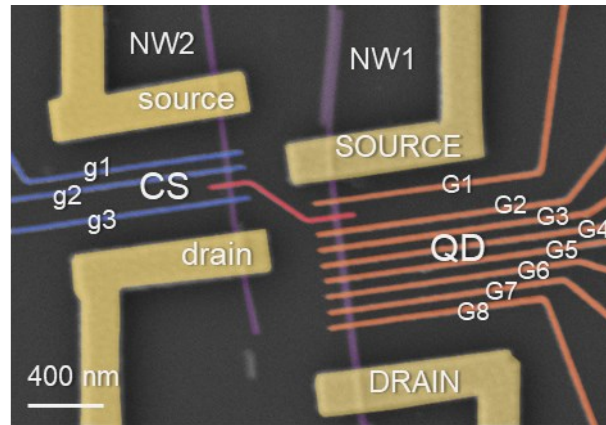 NW2
NW1
source
SOURCE
g1
g2
g3
CS
G1
G2
G3
G4
QD
G5
G6
G7
G8
drain
DRAIN
400 nm